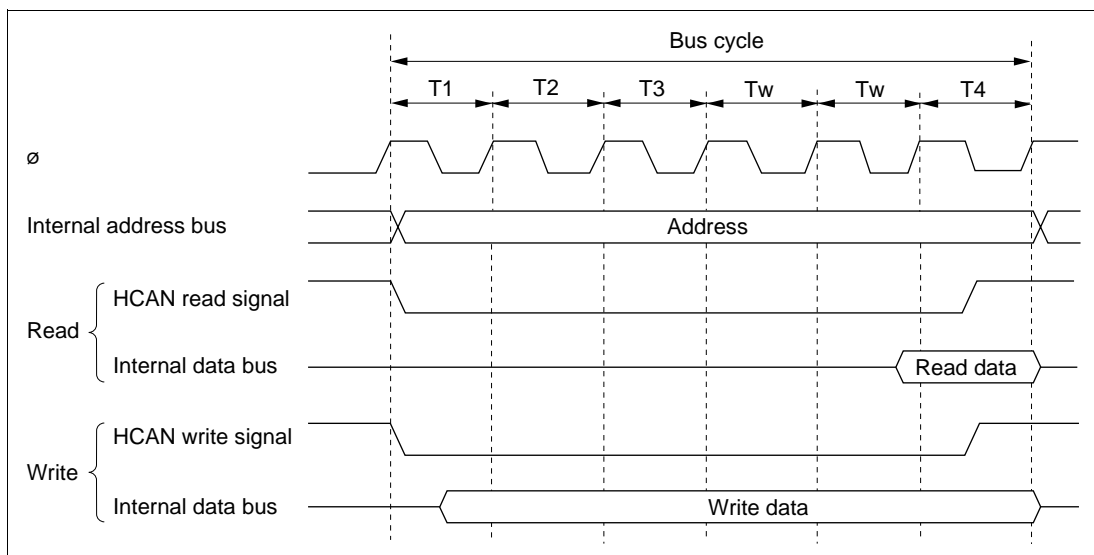 Bus cycle
T1 T2 T3 Tw Tw T4
ø
Internal address bus Address
HCAN read signal
Read
Internal data bus Read data
HCAN write signal
Write
Internal data bus Write data